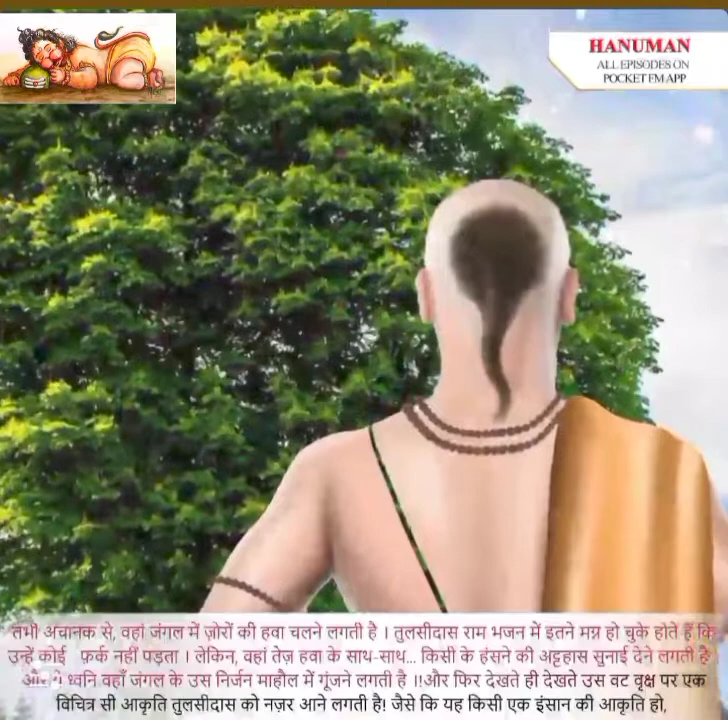 HANUMAN
ALL EPISODES ON
POCKET FM APP
तभी अचानक से, वहां जंगल में ज़ोरों की हवा चलने लगती है । तुलसीदास राम भजन में इतने मग्न हो चुके होते हैं कि
उन्हें कोई फ़र्क नहीं पड़ता । लेकिन, वहां तेज़ हवा के साथ-साथ... किसी के हंसने की अट्टहास सुनाई देने लगती है
और ये ध्वनि वहाँ जंगल के उस निर्जन माहौल में गूंजने लगती है ।!और फिर देखते ही देखते उस वट वृक्ष पर एक
विचित्र सी आकृति तुलसीदास को नज़र आने लगती है! जैसे कि यह किसी एक इंसान की आकृति हो,